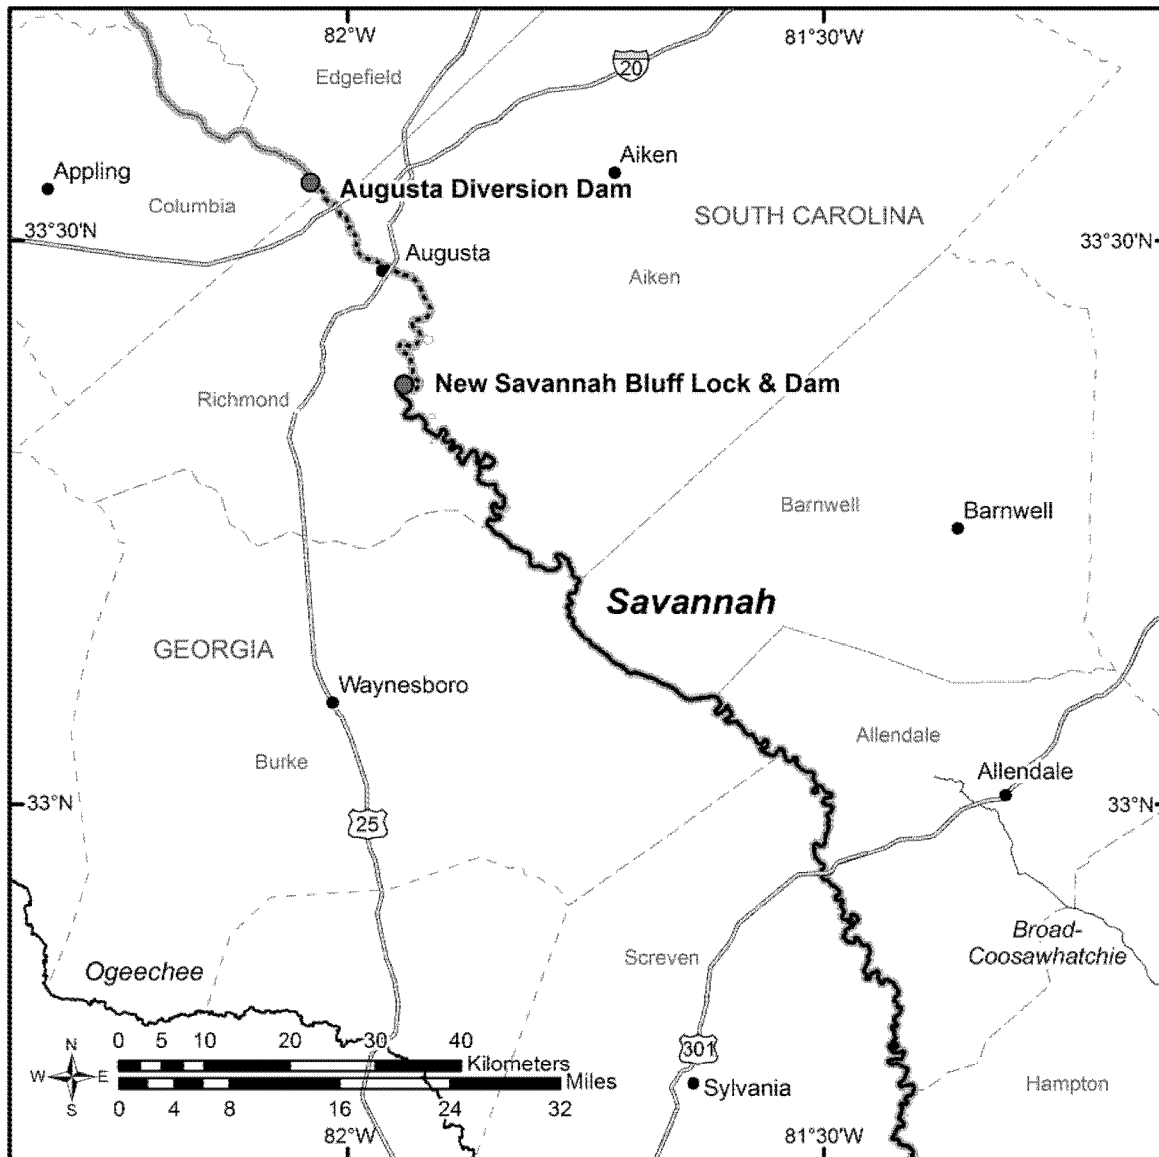 82°W
81°30'W
Edgefield
20
Aiken
Appling
Augusta Diversion Dam
Columbia
SOUTH CAROLINA
33°30'N
33°30'N
Augusta
Aiken
New Savannah Bluff Lock & Dam
Richmond
Barnwell
Barnwell
Savannah
GEORGIA
Waynesboro
Allendale
Burke
Allendale
33°N
33°N
25
Broad-
Coosawhatchie
Screven
Ogeechee
N
W E
S
0 5 10 20 30 40
Kilometers
Miles
0 4 8 16 24 32
301
Sylvania
Hampton
82°W
81°30'W